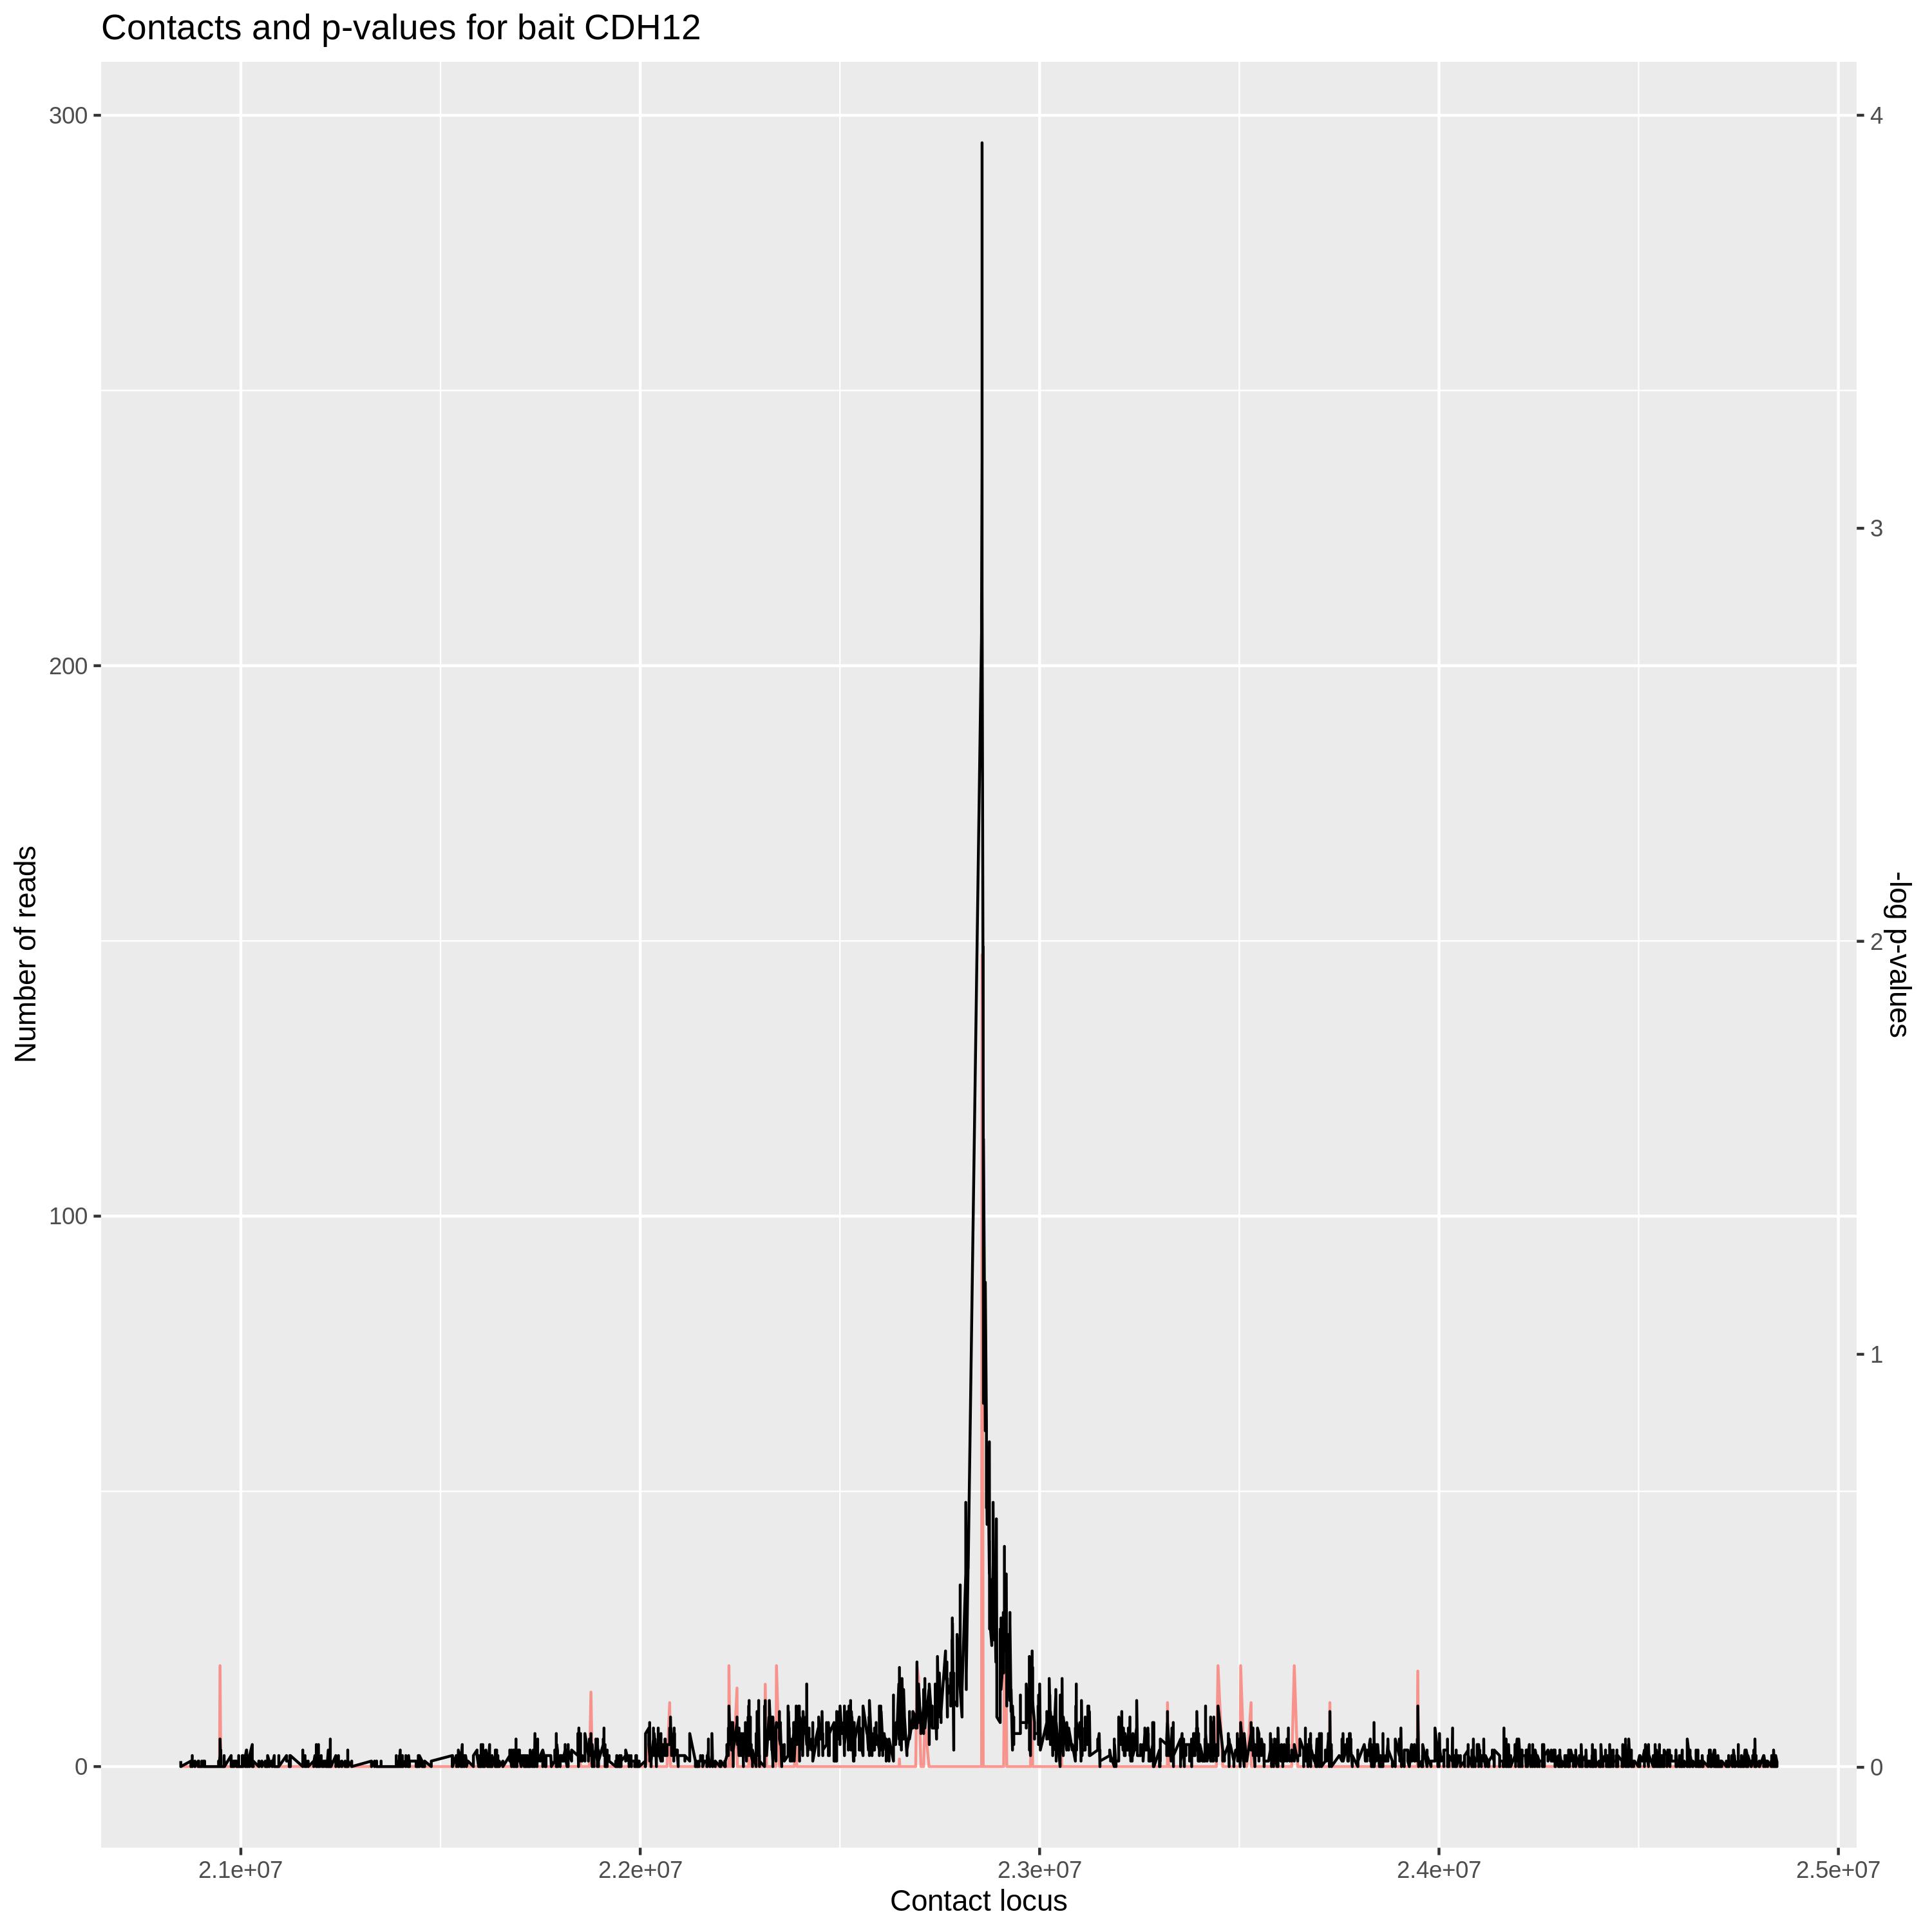 Contacts and p-values for bait CDH12
300
200
100
0
4
3
2
1
0
Number of reads
-log p-values
2.1e+07
2.2e+07
2.3e+07
2.4e+07
2.5e+07
Contact locus